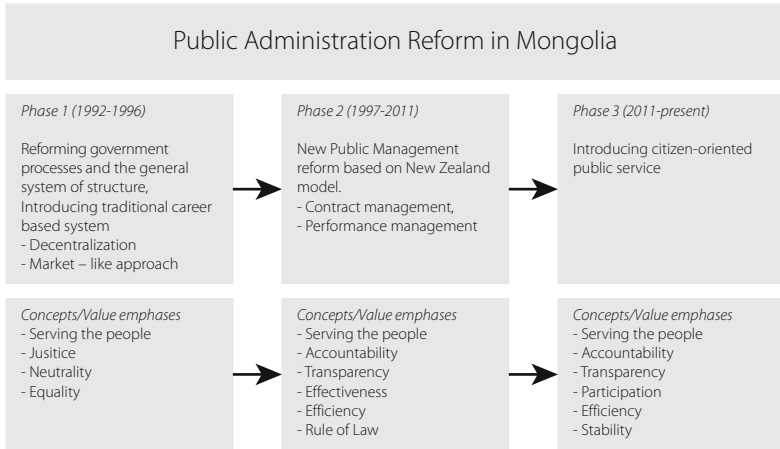 Public Administration Reform in Mongolia
Phase 1 (1992-1996)
Reforming government
processes and the general
system of structure,
Introducing traditional career
based system
- Decentralization
- Market – like approach
Phase 2 (1997-2011)
New Public Management
reform based on New Zealand
model.
- Contract management,
- Performance management
Phase 3 (2011-present)
Introducing citizen-oriented
public service
Concepts/Value emphases
- Serving the people
- Jusitice
- Neutrality
- Equality
Concepts/Value emphases
- Serving the people
- Accountability
- Transparency
- Effectiveness
- Efficiency
- Rule of Law
Concepts/Value emphases
- Serving the people
- Accountability
- Transparency
- Participation
- Efficiency
- Stability